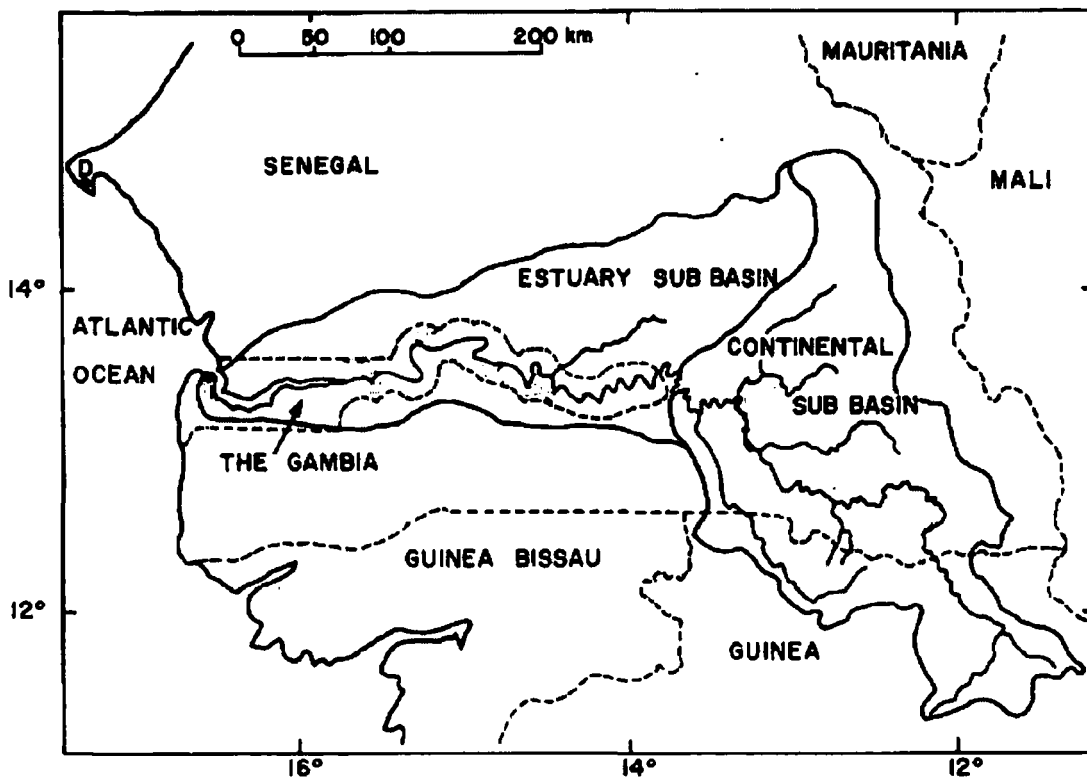 0 50 100 200 km
MAURITANIA
D
SENEGAL
MALI
ESTUARY SUB BASIN
14°
ATLANTIC
OCEAN
CONTINENTAL
SUB BASIN
THE GAMBIA
GUINEA BISSAU
12°
GUINEA
16° 14° 12°